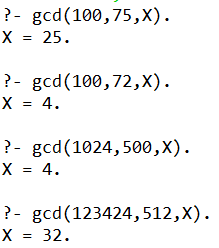 ?- gcd(100,75,X).
X = 25.
?- gcd(100,72,X).
X = 4.
?- gcd(1024,500,X).
X = 4.
?- gcd(123424,512,X).
X = 32.